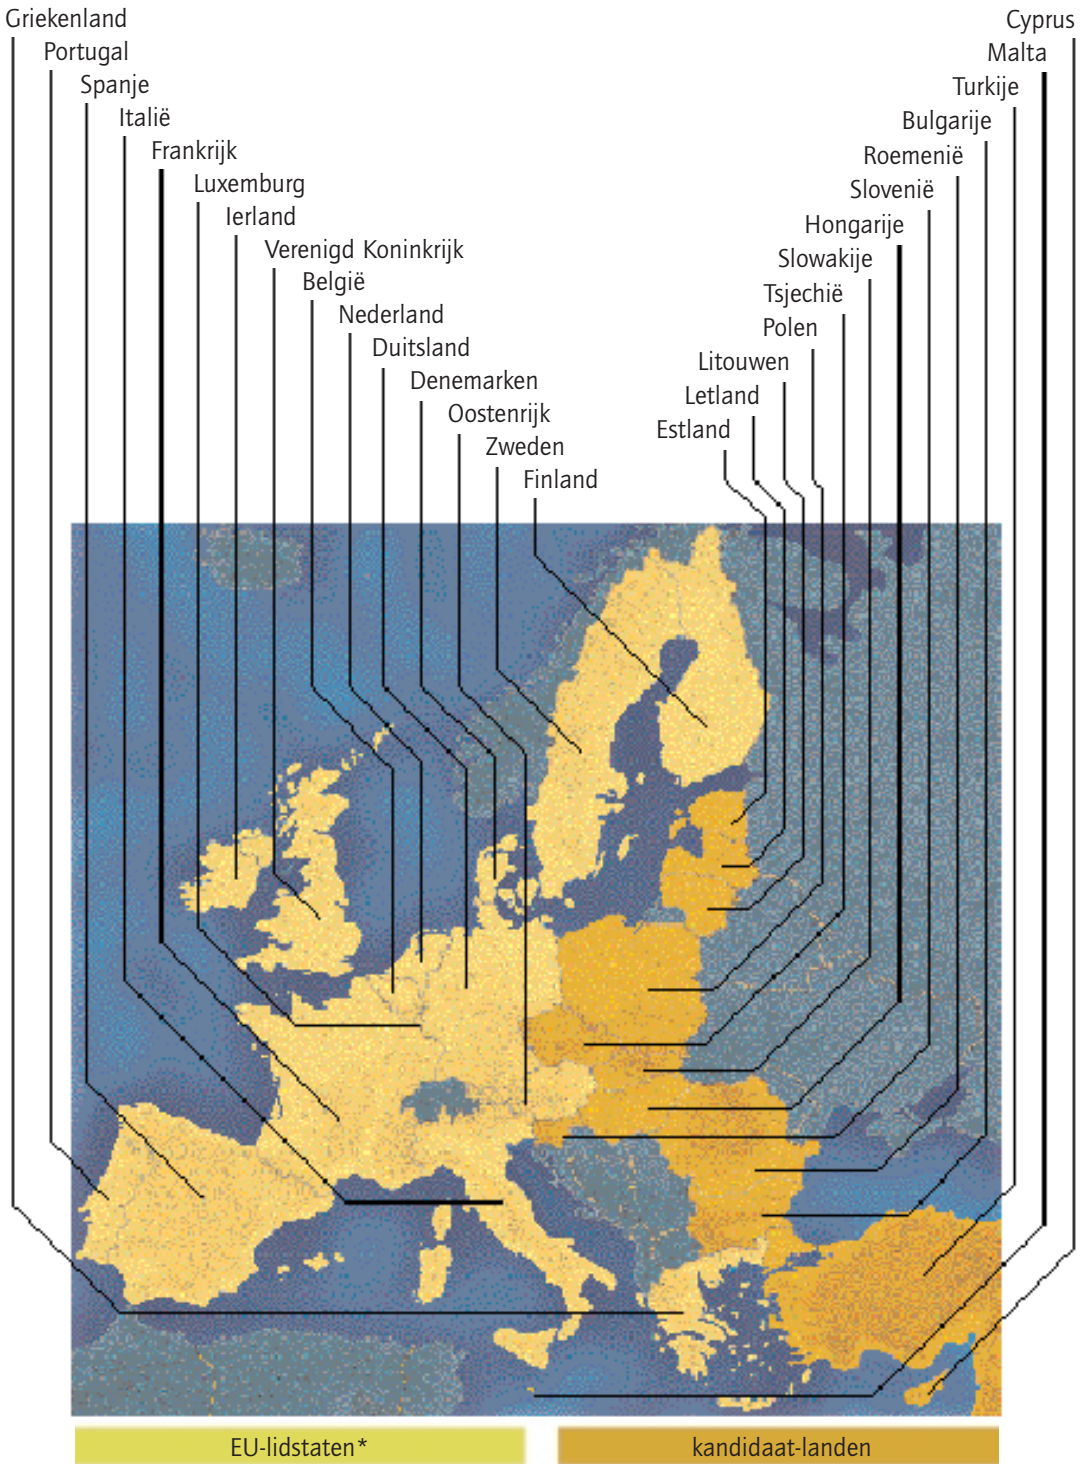 Griekenland
Portugal
Spanje
Italië
Frankrijk
Luxemburg
Ierland
Verenigd Koninkrijk
België
Nederland
Duitsland
Denemarken
Oostenrijk
Zweden
Finland
Cyprus
Malta
Turkije
Bulgarije
Roemenië
Slovenië
Hongarije
Slowakije
Tsjechië
Polen
Litouwen
Letland
Estland
EU-lidstaten*
kandidaat-landen